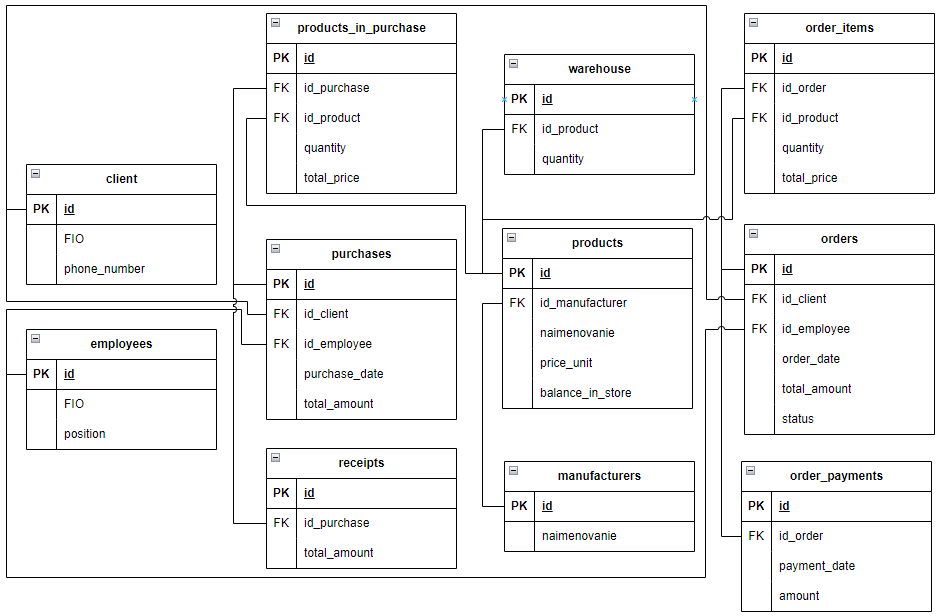 products_in_purchase
PK id
FK id_purchase
FK id_product
quantity
total_price
warehouse
PK id
FK id_product
quantity
order_items
PK id
FK id_order
FK id_product
quantity
total_price
client
PK id
FIO
phone_number
purchases
PK id
FK id_client
FK id_employee
purchase_date
total_amount
products
PK id
FK id_manufacturer
naimenovanie
price_unit
balance_in_store
orders
PK id
FK id_client
FK id_employee
order_date
total_amount
status
employees
PK id
FIO
position
receipts
PK id
FK id_purchase
total_amount
manufacturers
PK id
naimenovanie
order_payments
PK id
FK id_order
payment_date
amount